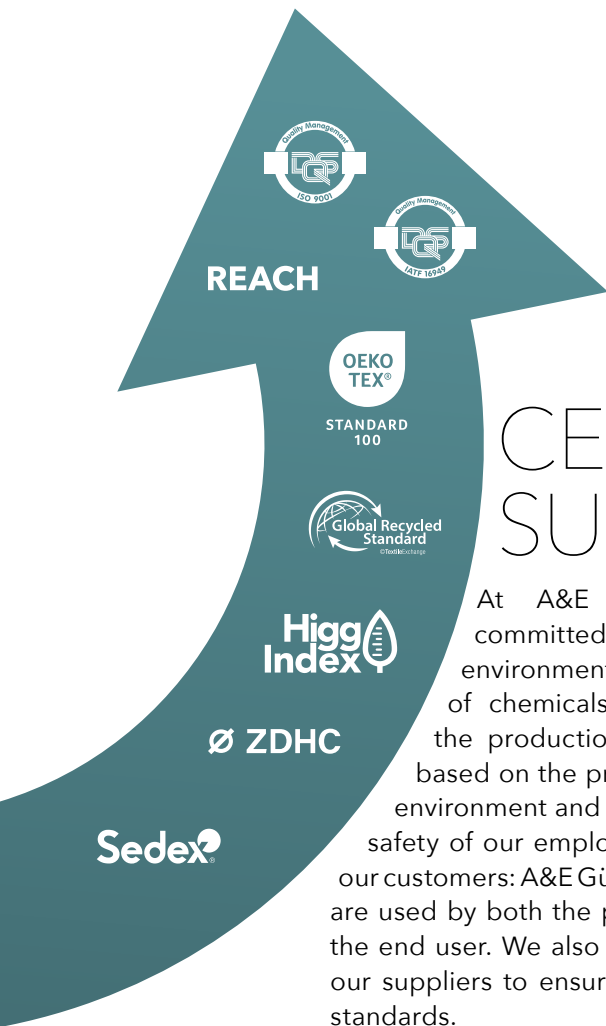 Quality Management
DQP
ISO 9001
Quality Management
DQP
IATF 16949
REACH
OEKO
TEX®
STANDARD
100
Global Recycled
Standard
©TextileExchange
Higg
Index
ZDHC
Sedex®
CE
SU
At A&E
committed
environment
of chemicals
the productio
based on the pr
environment and
safety of our emplo
our customers: A&E Gü
are used by both the p
the end user. We also
our suppliers to ensur
standards.